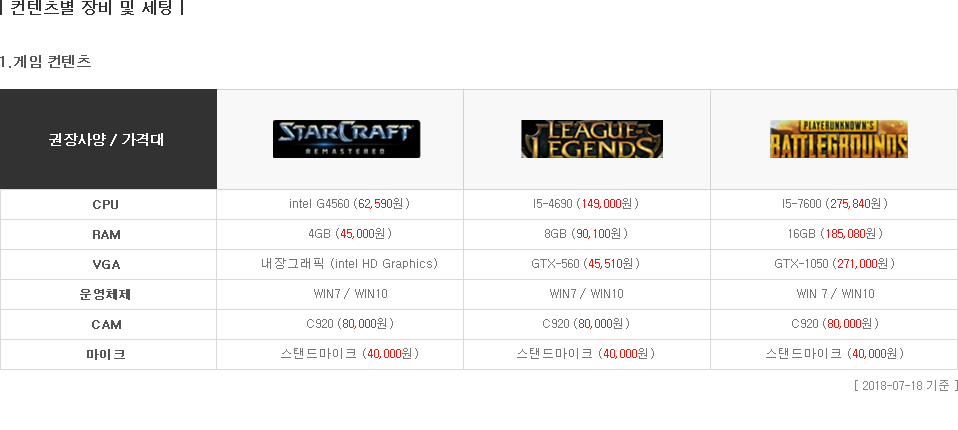 | 컨텐츠별 장비 및 세팅 |
1.게임 컨텐츠
권장사양 / 가격대 STARCRAFT REMASTERED LEAGUE OF LEGENDS PLAYERUNKNOWN'S BATTLEGROUNDS
CPU intel G4560 (62,590원) I5-4690 (149,000원) I5-7600 (275,840원)
RAM 4GB (45,000원) 8GB (90,100원) 16GB (185,080원)
VGA 내장그래픽 (intel HD Graphics) GTX-560 (45,510원) GTX-1050 (271,000원)
운영체제 WIN7 / WIN10 WIN7 / WIN10 WIN 7 / WIN10
CAM C920 (80,000원) C920 (80,000원) C920 (80,000원)
마이크 스탠드마이크 (40,000원) 스탠드마이크 (40,000원) 스탠드마이크 (40,000원)
[ 2018-07-18 기준 ]